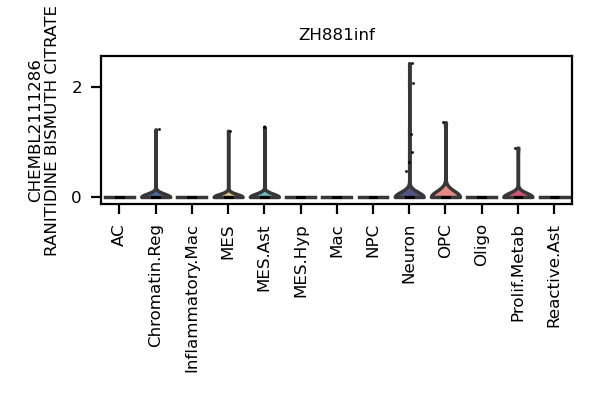 ZH881inf
CHEMBL2111286
RANITIDINE BISMUTH CITRATE
2
0
AC
Chromatin.Reg
Inflammatory.Mac
MES
MES.Ast
MES.Hyp
Mac
NPC
Neuron
OPC
Oligo
Prolif.Metab
Reactive.Ast